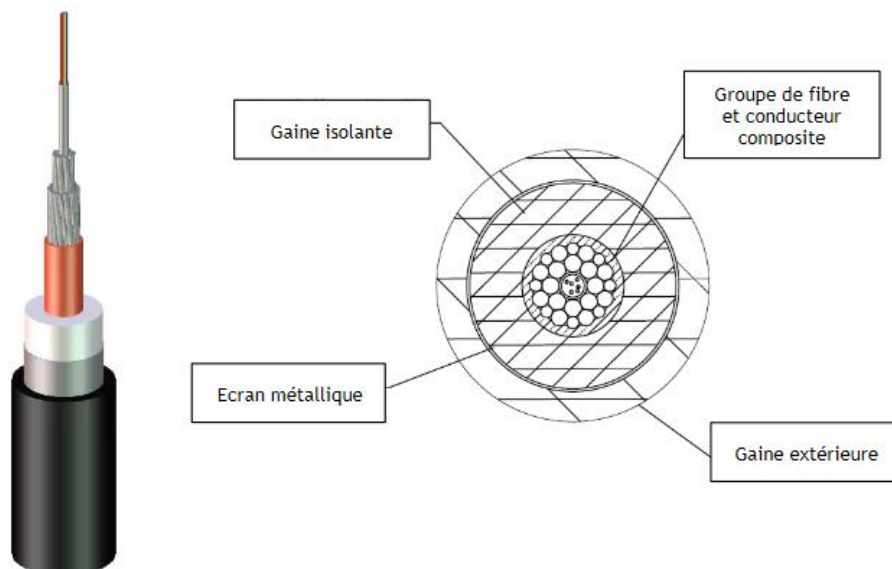 Groupe de fibre
et conducteur
composite
Gaine isolante
Ecran métallique
Gaine extérieure